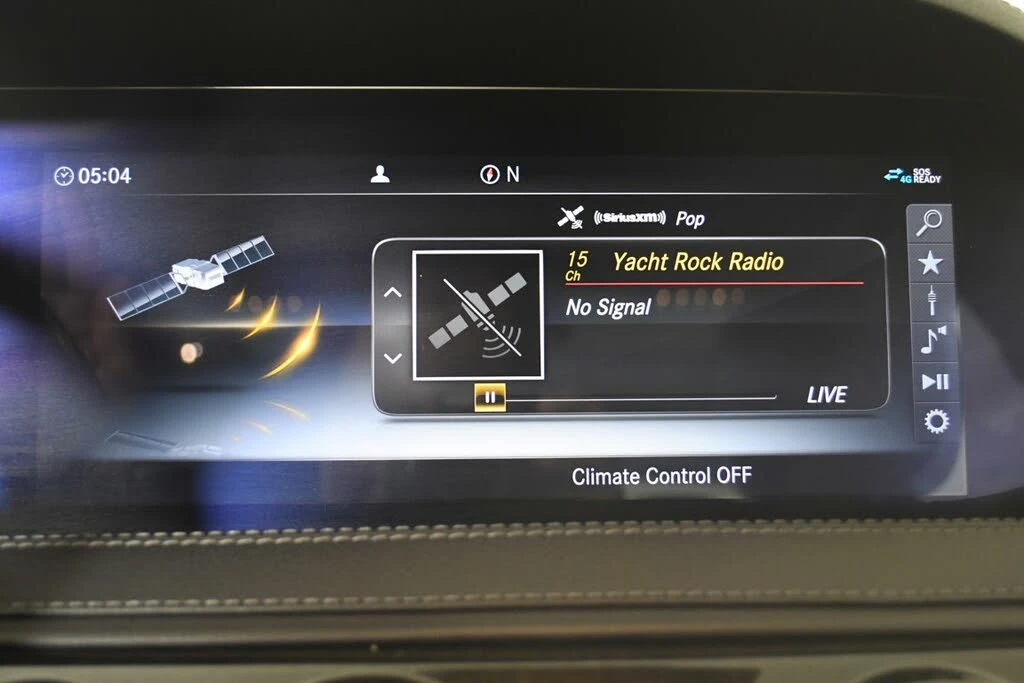 05:04
N
4G SOS READY
((SiriusXM)) Pop
15 Ch Yacht Rock Radio
No Signal
LIVE
Climate Control OFF